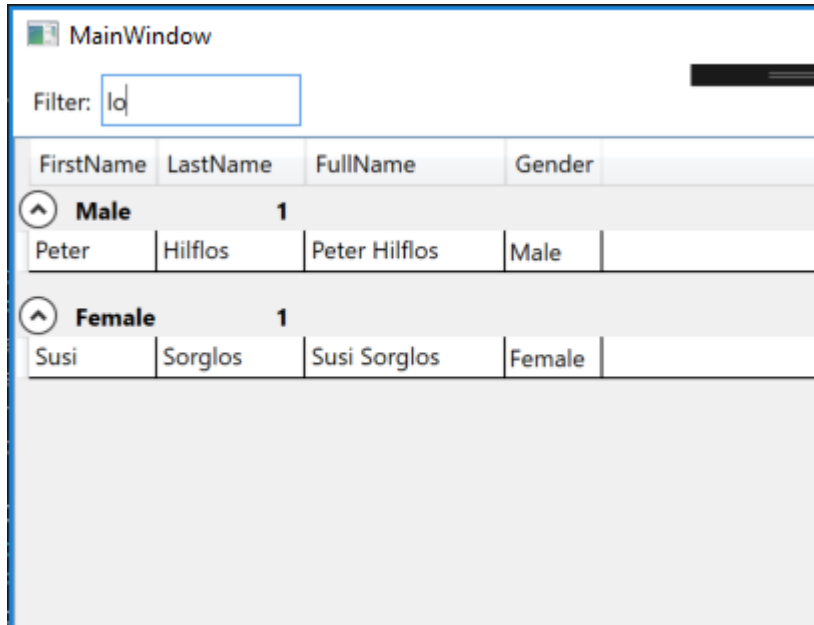 MainWindow
Filter: lo
FirstName LastName FullName Gender
Male 1
Peter Hilflos Peter Hilflos Male
Female 1
Susi Sorglos Susi Sorglos Female